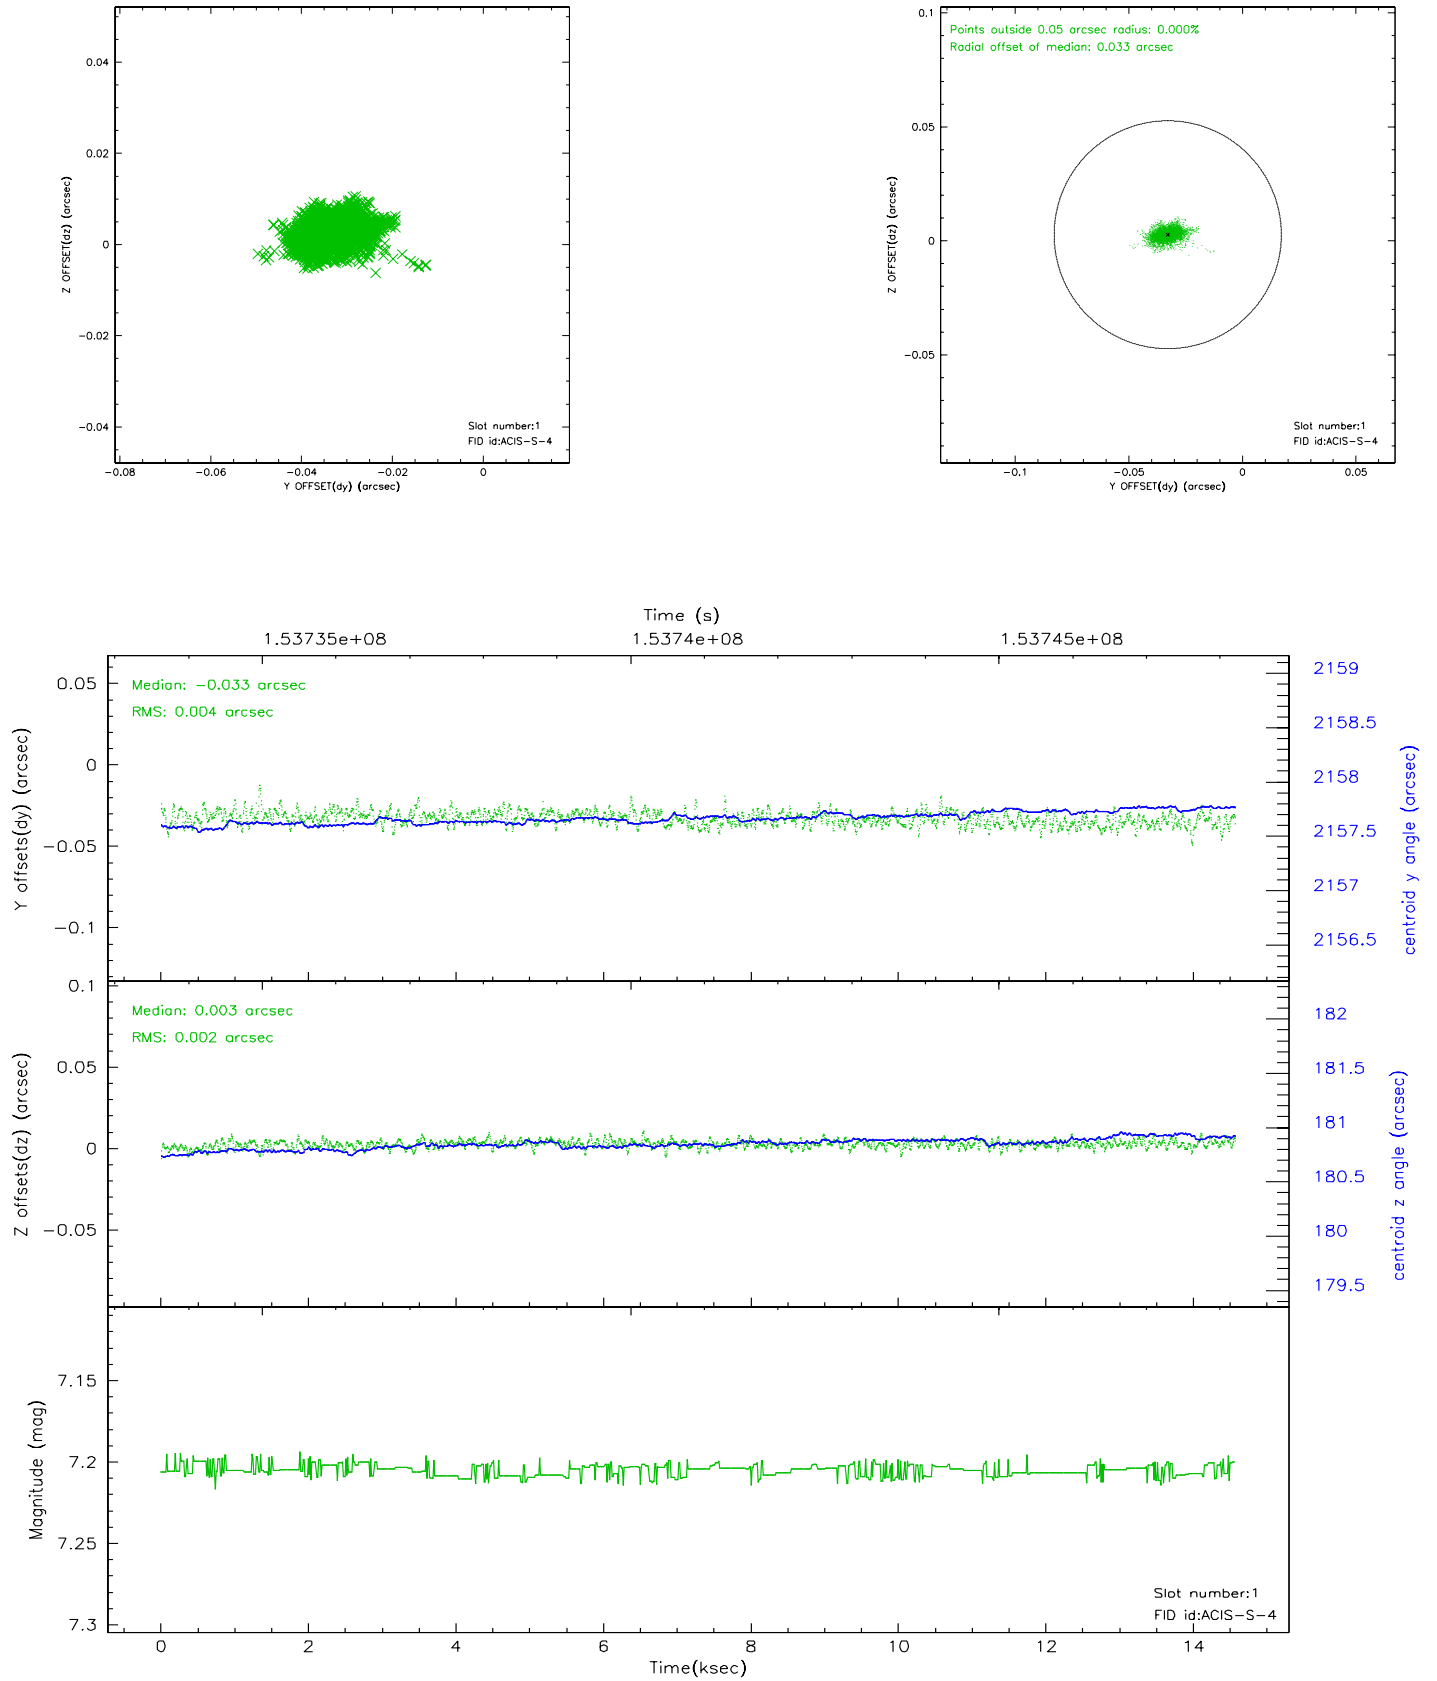 0.04
0.02
0
−0.02
−0.04
Z OFFSET(dz) (arcsec)
Slot number:1
FID id:ACIS−S−4
−0.08 −0.06 −0.04 −0.02 0
Y OFFSET(dy) (arcsec)
0.1
0.05
0
−0.05
Z OFFSET(dz) (arcsec)
Points outside 0.05 arcsec radius: 0.000%
Radial offset of median: 0.033 arcsec
Slot number:1
FID id:ACIS−S−4
−0.1 −0.05 0 0.05
Y OFFSET(dy) (arcsec)
Time (s)
1.53735e+08 1.5374e+08 1.53745e+08
0.05
0
−0.05
−0.1
Y offsets(dy) (arcsec)
Median: −0.033 arcsec
RMS: 0.004 arcsec
2159
2158.5
2158
2157.5
2157
2156.5
centroid y angle (arcsec)
0.1
0.05
0
−0.05
Z offsets(dz) (arcsec)
Median: 0.003 arcsec
RMS: 0.002 arcsec
182
181.5
181
180.5
180
179.5
centroid z angle (arcsec)
7.15
7.2
7.25
7.3
Magnitude (mag)
Slot number:1
FID id:ACIS−S−4
0 2 4 6 8 10 12 14
Time(ksec)